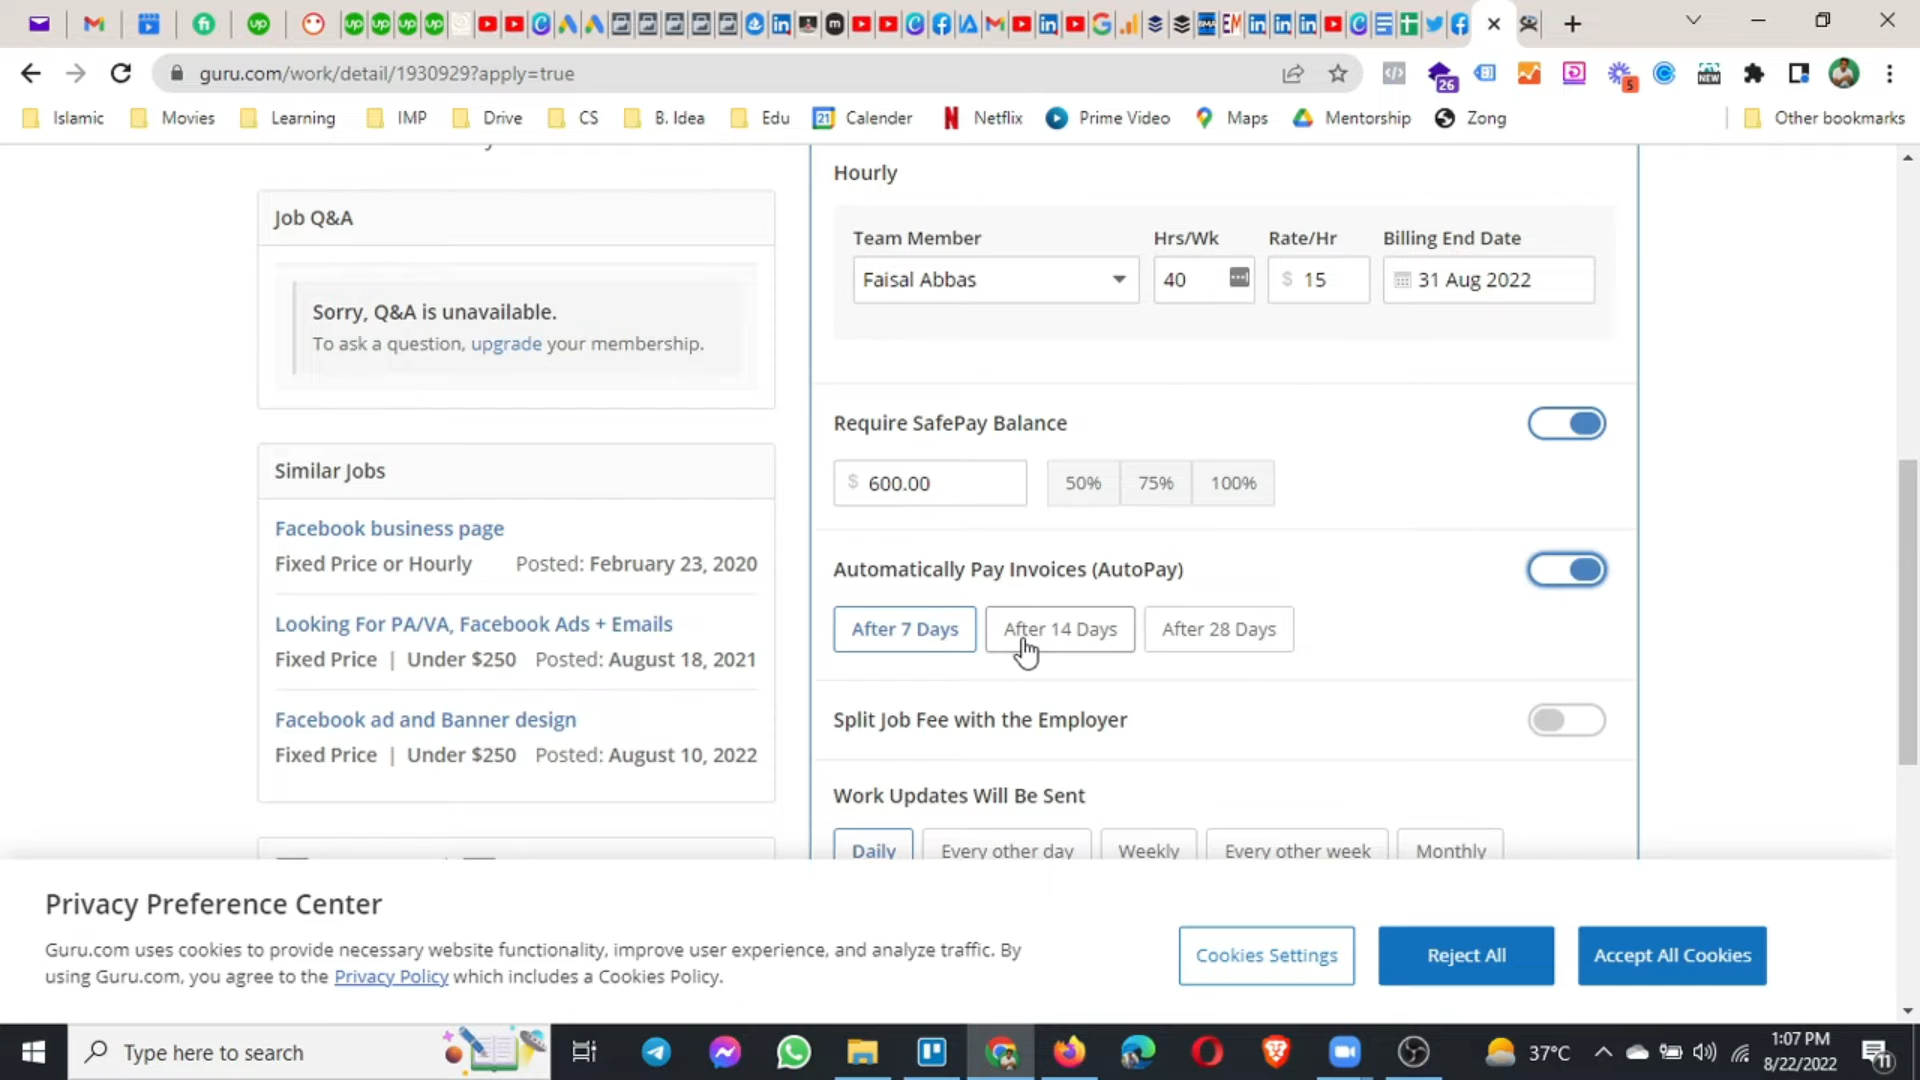 guru.com/work/detail/1930929?apply=true
26
5
NEW
Islamic
Movies
Learning
IMP
Drive
CS
B. Idea
Edu
Calender
Netflix
Prime Video
Maps
Mentorship
Zong
Other bookmarks
Job Q&A
Sorry, Q&A is unavailable.
To ask a question, upgrade your membership.
Similar Jobs
Facebook business page
Fixed Price or Hourly Posted: February 23, 2020
Looking For PA/VA, Facebook Ads + Emails
Fixed Price | Under $250 Posted: August 18, 2021
Facebook ad and Banner design
Fixed Price | Under $250 Posted: August 10, 2022
Hourly
Team Member Hrs/Wk Rate/Hr Billing End Date
Faisal Abbas 40 $ 15 31 Aug 2022
Require SafePay Balance
$ 600.00 50% 75% 100%
Automatically Pay Invoices (AutoPay)
After 7 Days After 14 Days After 28 Days
Split Job Fee with the Employer
Work Updates Will Be Sent
Daily Every other day Weekly Every other week Monthly
Privacy Preference Center
Guru.com uses cookies to provide necessary website functionality, improve user experience, and analyze traffic. By
using Guru.com, you agree to the Privacy Policy which includes a Cookies Policy.
Cookies Settings
Reject All
Accept All Cookies
Type here to search
37°C
1:07 PM
8/22/2022
11